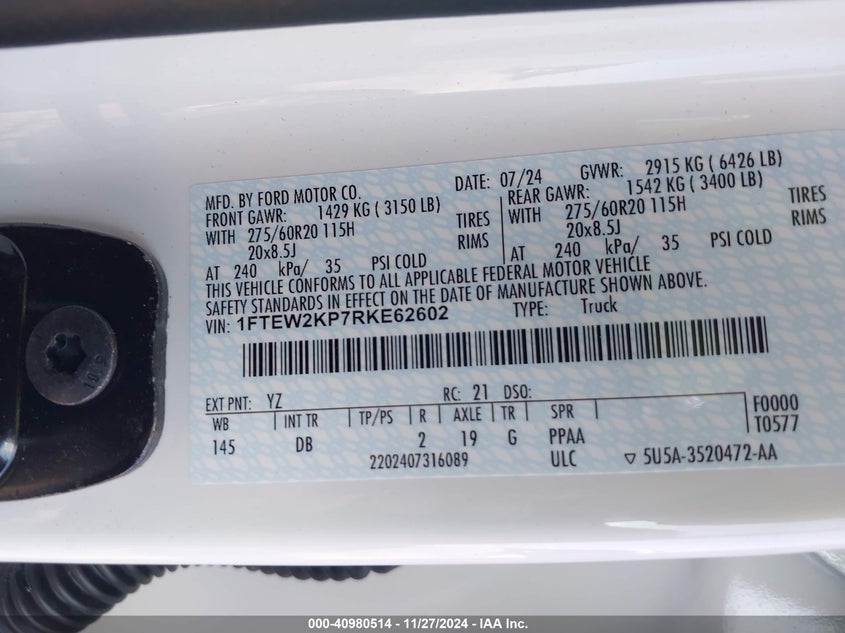 MFD. BY FORD MOTOR CO. DATE: 07/24 GVWR: 2915 KG ( 6426 LB)
FRONT GAWR: 1429 KG ( 3150 LB) REAR GAWR: 1542 KG ( 3400 LB)
WITH 275/60R20 115H TIRES WITH 275/60R20 115H TIRES
20x8.5J RIMS 20x8.5J RIMS
AT 240 kPa/ 35 PSI COLD AT 240 kPa/ 35 PSI COLD
THIS VEHICLE CONFORMS TO ALL APPLICABLE FEDERAL MOTOR VEHICLE
SAFETY STANDARDS IN EFFECT ON THE DATE OF MANUFACTURE SHOWN ABOVE.
VIN: 1FTEW2KP7RKE62602 TYPE: Truck
EXT PNT: YZ RC: 21 DSO:
WB INT TR TP/PS R AXLE TR SPR F0000
145 DB 2 19 G PPAA T0577
2202407316089 ULC ▽ 5U5A-3520472-AA
000-40980514 - 11/27/2024 - IAA Inc.